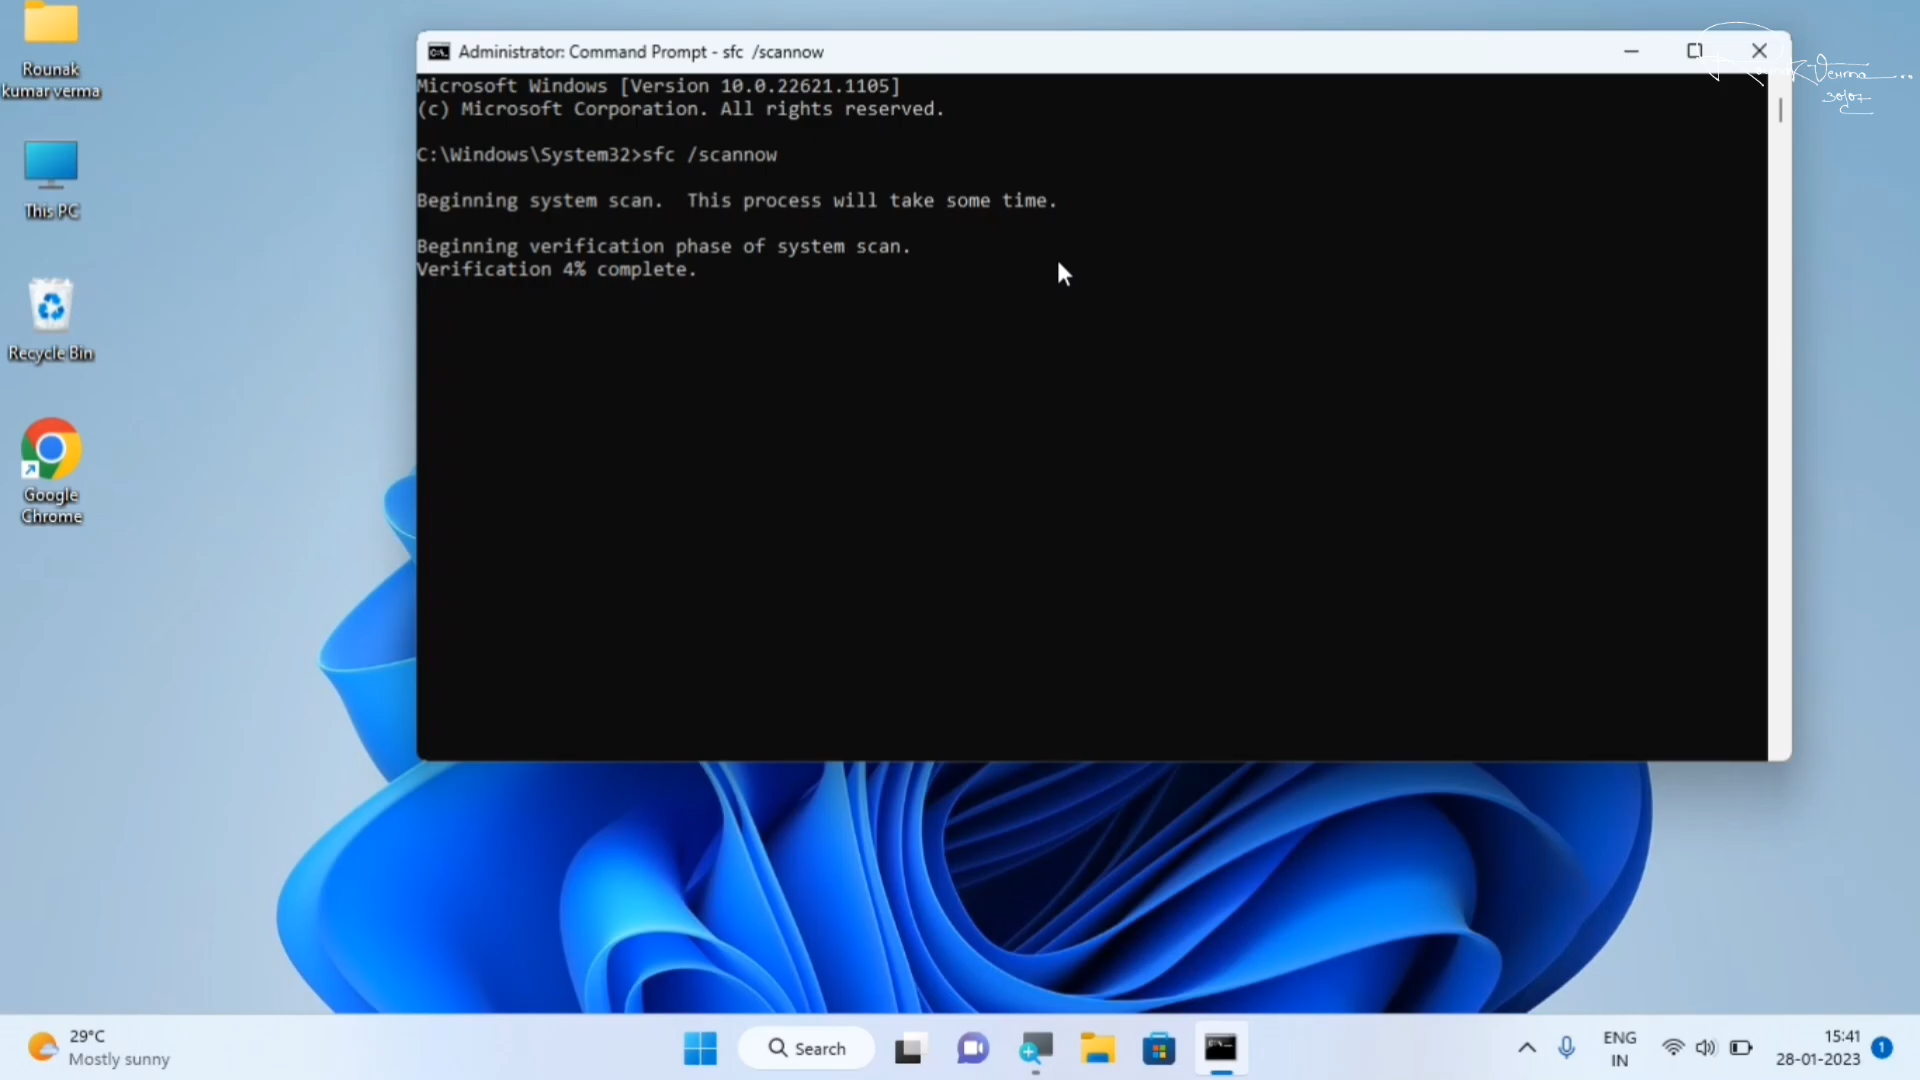 Rounak
kumar verma
This PC
Recycle Bin
Google
Chrome
Administrator: Command Prompt - sfc  /scannow
Microsoft Windows [Version 10.0.22621.1105]
(c) Microsoft Corporation. All rights reserved.
C:\Windows\System32>sfc /scannow
Beginning system scan.  This process will take some time.
Beginning verification phase of system scan.
Verification 4% complete.
Verma
29°C
Mostly sunny
Search
ENG
IN
15:41
28-01-2023
1